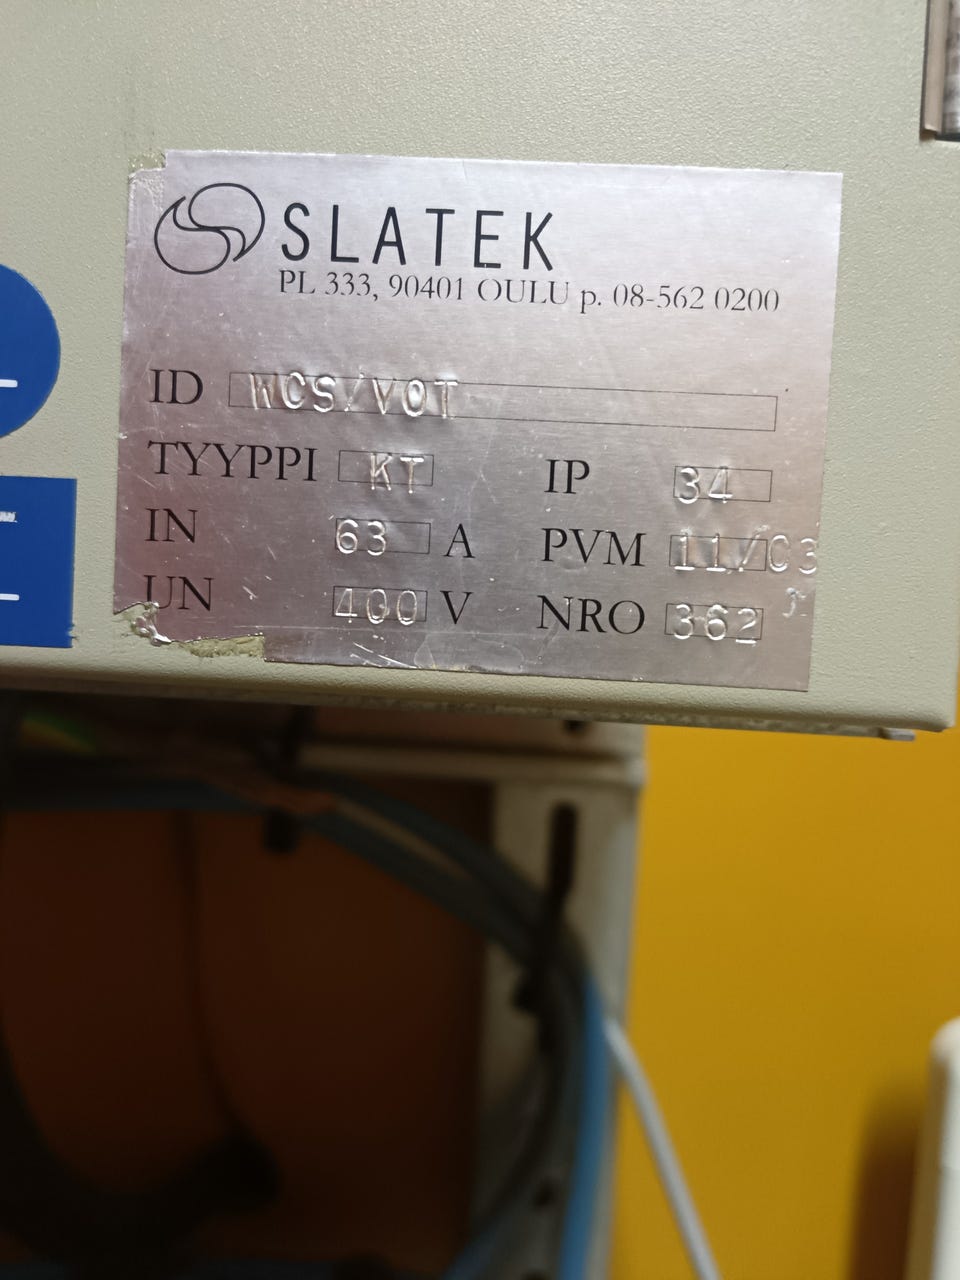 SLATEK
PL 333, 90401 OULU p. 08-562 0200
ID WCS/VOT
TYYPPI KT IP 34
IN 63 A PVM 11/03
UN 400 V NRO 362